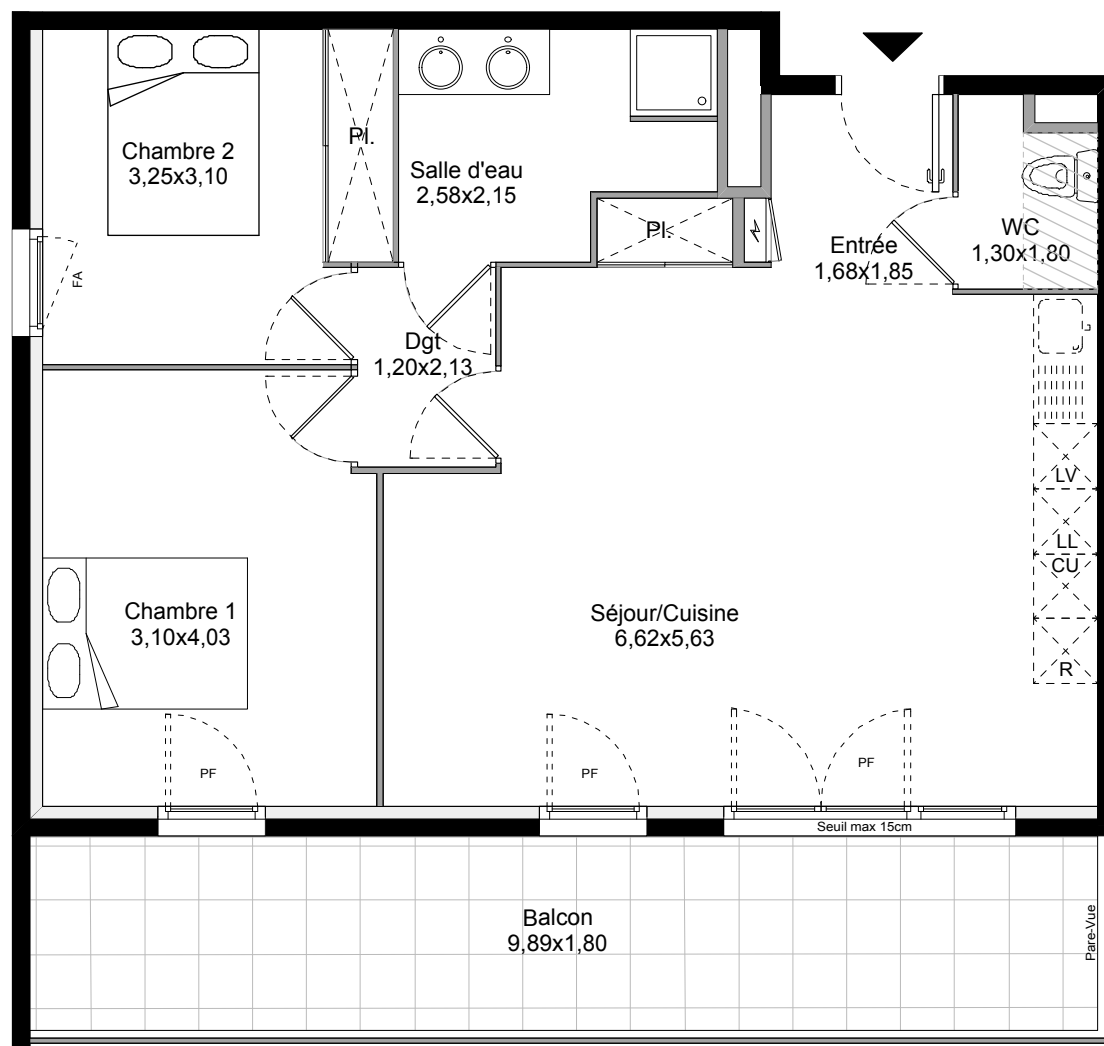 Chambre 2
3,25x3,10
Pl.
Salle d'eau
2,58x2,15
Pl.
Entrée
1,68x1,85
WC
1,30x1,80
FA
Dgt
1,20x2,13
LV
LL
CU
R
Chambre 1
3,10x4,03
Séjour/Cuisine
6,62x5,63
PF
PF
PF
Seuil max 15cm
Balcon
9,89x1,80
Pare-Vue